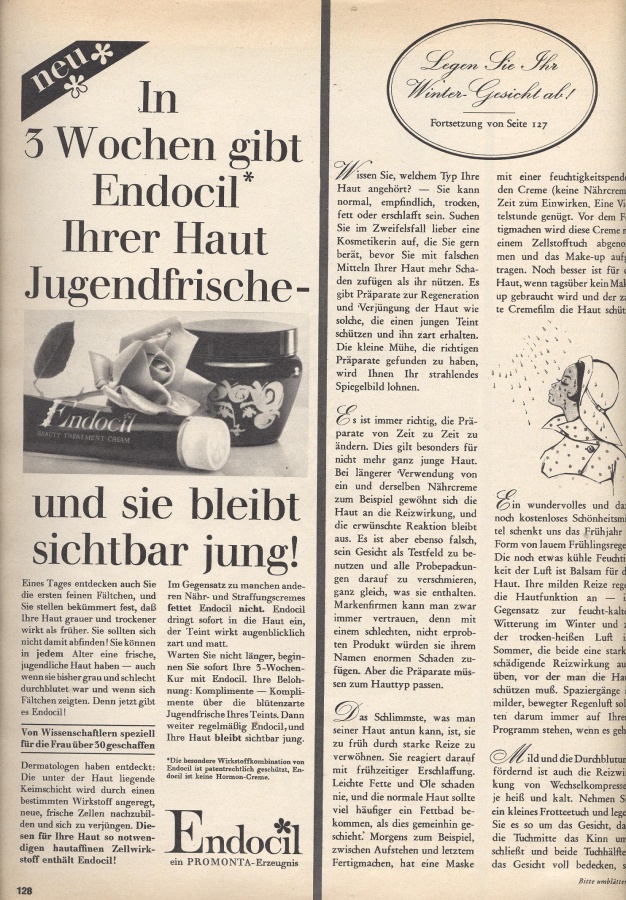 neu
In
3 Wochen gibt
Endocil*
Ihrer Haut
Jugendfrische-
Endocil
BEAUTY TREATMENT CREAM
und sie bleibt
sichtbar jung!
Eines Tages entdecken auch Sie
die ersten feinen Fältchen, und
Sie stellen bekümmert fest, daß
Ihre Haut grauer und trockener
wirkt als früher. Sie sollten sich
nicht damit abfinden! Sie können
in jedem Alter eine frische,
jugendliche Haut haben — auch
wenn sie bisher grau und schlecht
durchblutet war und wenn sich
Fältchen zeigten. Denn jetzt gibt
es Endocil!
Von Wissenschaftlern speziell
für die Frau über 30 geschaffen
Dermatologen haben entdeckt:
Die unter der Haut liegende
Keimschicht wird durch einen
bestimmten Wirkstoff angeregt,
neue, frische Zellen nachzubil-
den und sich zu verjüngen. Die-
sen für Ihre Haut so notwen-
digen hautaffinen Zellwirk-
stoff enthält Endocil!
Im Gegensatz zu manchen ande-
ren Nähr- und Straffungscremes
fettet Endocil nicht. Endocil
dringt sofort in die Haut ein,
der Teint wirkt augenblicklich
zart und matt.
Warten Sie nicht länger, begin-
nen Sie sofort Ihre 3-Wochen-
Kur mit Endocil. Ihre Beloh-
nung: Komplimente — Kompli-
mente über die blütenzarte
Jugendfrische Ihres Teints. Dann
weiter regelmäßig Endocil, und
Ihre Haut bleibt sichtbar jung.
*Die besondere Wirkstoffkombination von
Endocil ist patentrechtlich geschützt, En-
docil ist keine Hormon-Creme.
Endocil
ein PROMONTA-Erzeugnis
128
Legen Sie Ihr
Winter-Gesicht ab!
Fortsetzung von Seite 127
Wissen Sie, welchem Typ Ihre
Haut angehört? — Sie kann
normal, empfindlich, trocken,
fett oder erschlafft sein. Suchen
Sie im Zweifelsfall lieber eine
Kosmetikerin auf, die Sie gern
berät, bevor Sie mit falschen
Mitteln Ihrer Haut mehr Scha-
den zufügen als ihr nützen. Es
gibt Präparate zur Regeneration
und Verjüngung der Haut wie
solche, die einen jungen Teint
schützen und ihn zart erhalten.
Die kleine Mühe, die richtigen
Präparate gefunden zu haben,
wird Ihnen Ihr strahlendes
Spiegelbild lohnen.
Es ist immer richtig, die Prä-
parate von Zeit zu Zeit zu
ändern. Dies gilt besonders für
nicht mehr ganz junge Haut.
Bei längerer Verwendung von
ein und derselben Nährcreme
zum Beispiel gewöhnt sich die
Haut an die Reizwirkung, und
die erwünschte Reaktion bleibt
aus. Es ist aber ebenso falsch,
sein Gesicht als Testfeld zu be-
nutzen und alle Probepackun-
gen darauf zu verschmieren,
ganz gleich, was sie enthalten.
Markenfirmen kann man zwar
immer vertrauen, denn mit
einem schlechten, nicht erprob-
ten Produkt würden sie ihrem
Namen enormen Schaden zu-
fügen. Aber die Präparate müs-
sen zum Hauttyp passen.
Das Schlimmste, was man
seiner Haut antun kann, ist, sie
zu früh durch starke Reize zu
verwöhnen. Sie reagiert darauf
mit frühzeitiger Erschlaffung.
Leichte Fette und Öle schaden
nie, und die normale Haut sollte
viel häufiger ein Fettbad be-
kommen, als dies gemeinhin ge-
schieht. Morgens zum Beispiel,
zwischen Aufstehen und letztem
Fertigmachen, hat eine Maske
mit einer feuchtigkeitspende
den Creme (keine Nährcrem
Zeit zum Einwirken. Eine Vi
telstunde genügt. Vor dem F
tigmachen wird diese Creme m
einem Zellstofftuch abgeno
men und das Make-up aufg
tragen. Noch besser ist für d
Haut, wenn tagsüber kein Mak
up gebraucht wird und der za
te Cremefilm die Haut schüt
Ein wundervolles und da
noch kostenloses Schönheitsmi
tel schenkt uns das Frühjahr
Form von lauem Frühlingsrege
Die noch etwas kühle Feuchti
keit der Luft ist Balsam für d
Haut. Ihre milden Reize rege
die Hautfunktion an — i
Gegensatz zur feucht-kalte
Witterung im Winter und z
der trocken-heißen Luft i
Sommer, die beide eine stark
schädigende Reizwirkung au
üben, vor der man die Ha
schützen muß. Spaziergänge
milder, bewegter Regenluft sol
ten darum immer auf Ihrem
Programm stehen, wenn es geh
Mild und die Durchblutun
fördernd ist auch die Reizwi
kung von Wechselkompresse
je heiß und kalt. Nehmen Si
ein kleines Frotteetuch und lege
Sie es so um das Gesicht, da
die Tuchmitte das Kinn um
schließt und beide Tuchhälfte
das Gesicht voll bedecken, s
Bitte umblätter